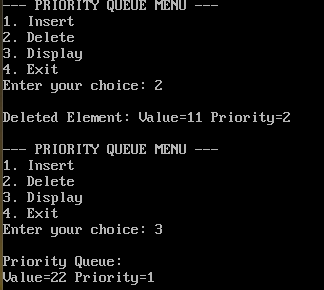 --- PRIORITY QUEUE MENU ---
1. Insert
2. Delete
3. Display
4. Exit
Enter your choice: 2
Deleted Element: Value=11 Priority=2
--- PRIORITY QUEUE MENU ---
1. Insert
2. Delete
3. Display
4. Exit
Enter your choice: 3
Priority Queue:
Value=22 Priority=1